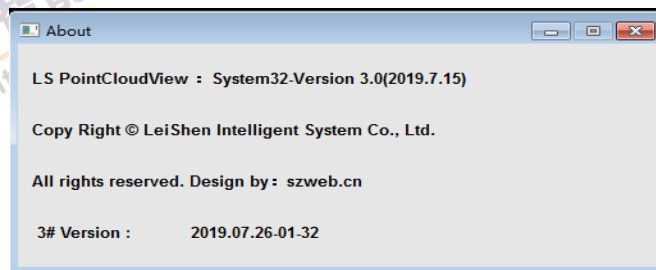 About
LS PointCloudView ： System32-Version 3.0(2019.7.15)
Copy Right © LeiShen Intelligent System Co., Ltd.
All rights reserved. Design by：szweb.cn
3# Version : 2019.07.26-01-32